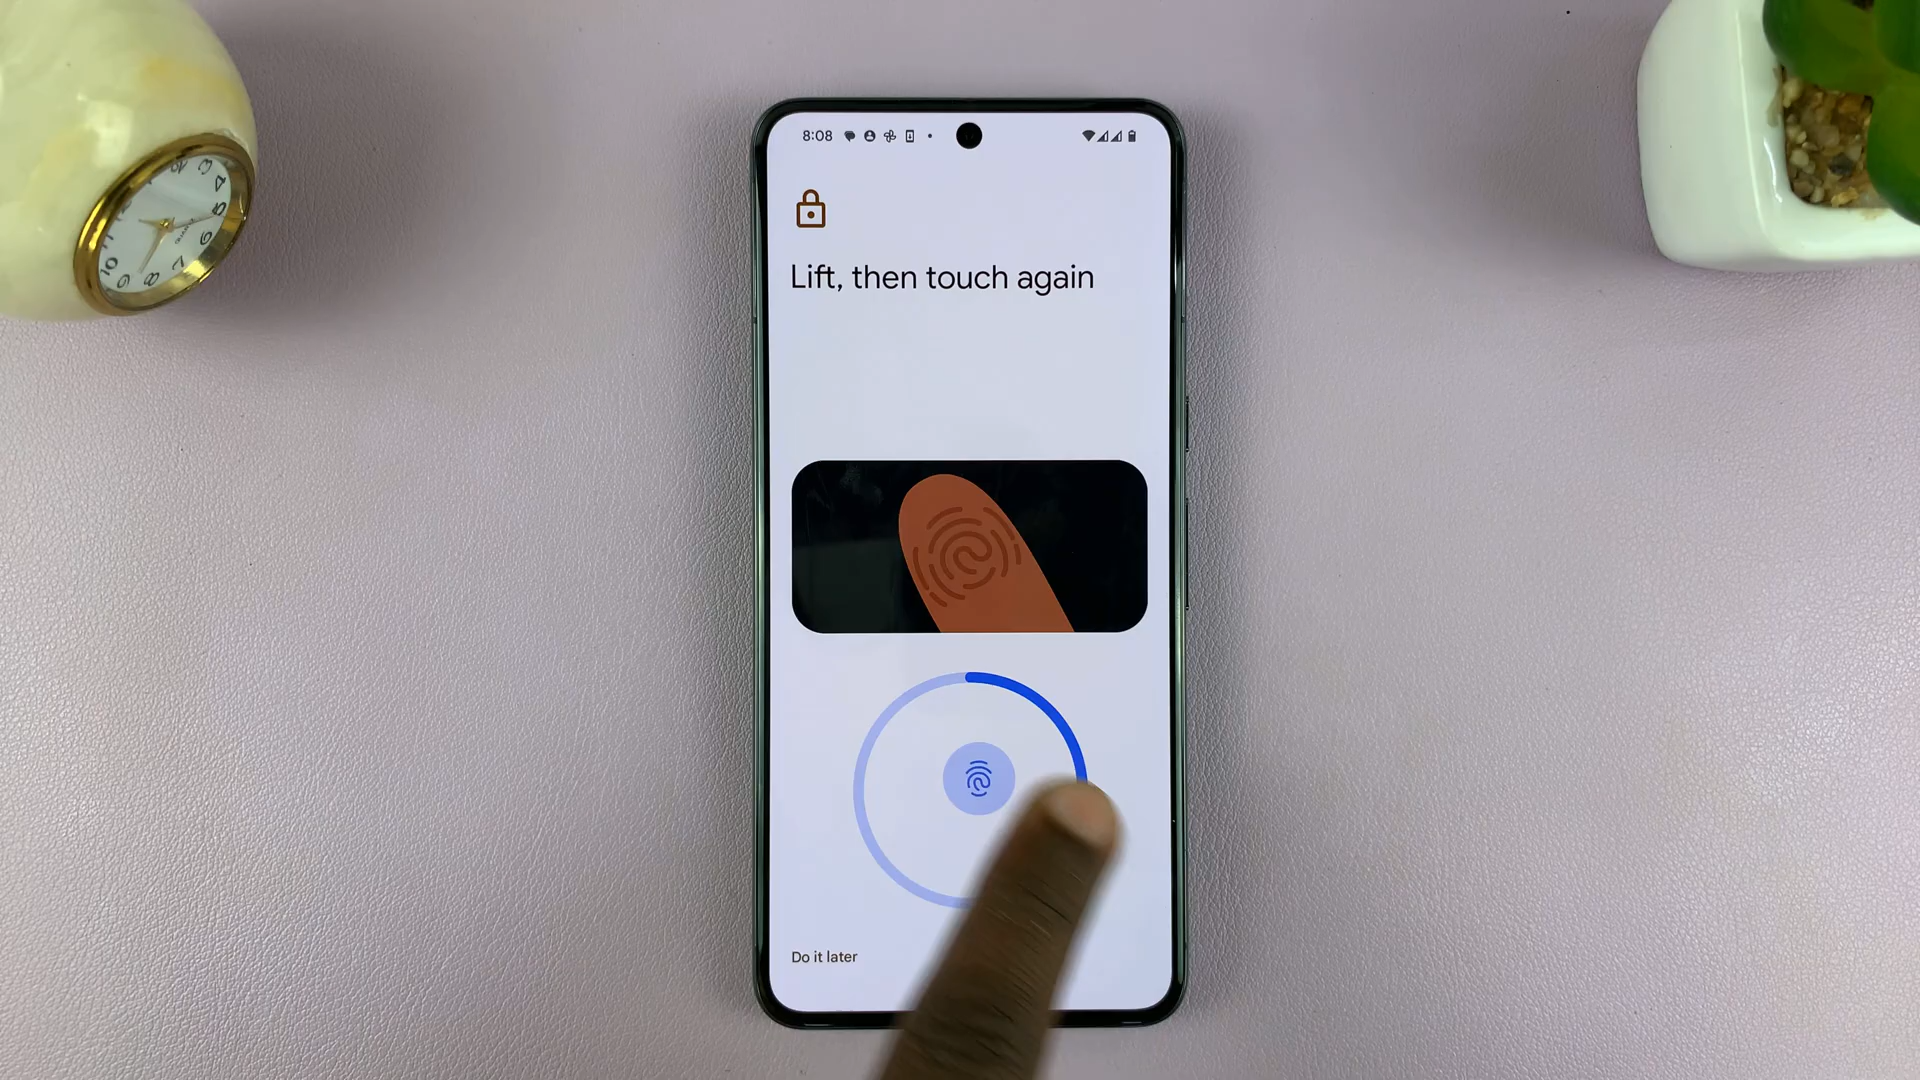 8:08
Lift, then touch again
Do it later